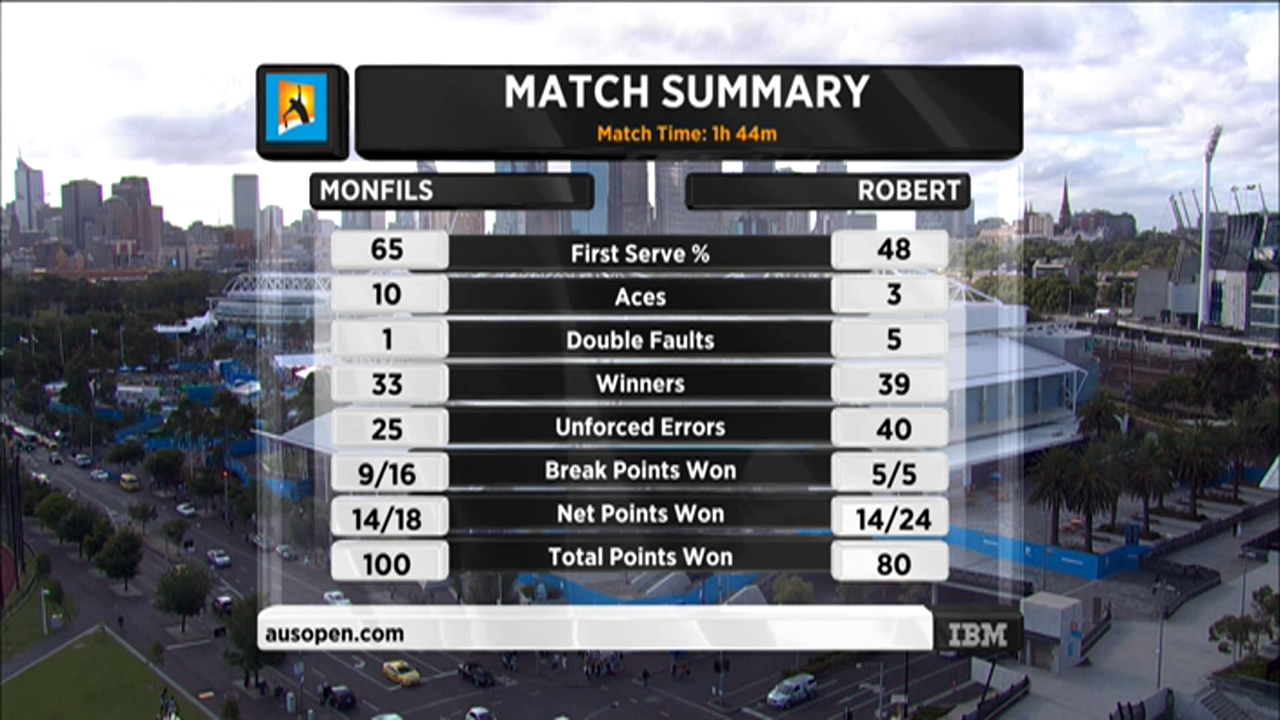 MATCH SUMMARY
Match Time: 1h 44m
MONFILS ROBERT
65 First Serve % 48
10 Aces 3
1 Double Faults 5
33 Winners 39
25 Unforced Errors 40
9/16 Break Points Won 5/5
14/18 Net Points Won 14/24
100 Total Points Won 80
ausopen.com IBM